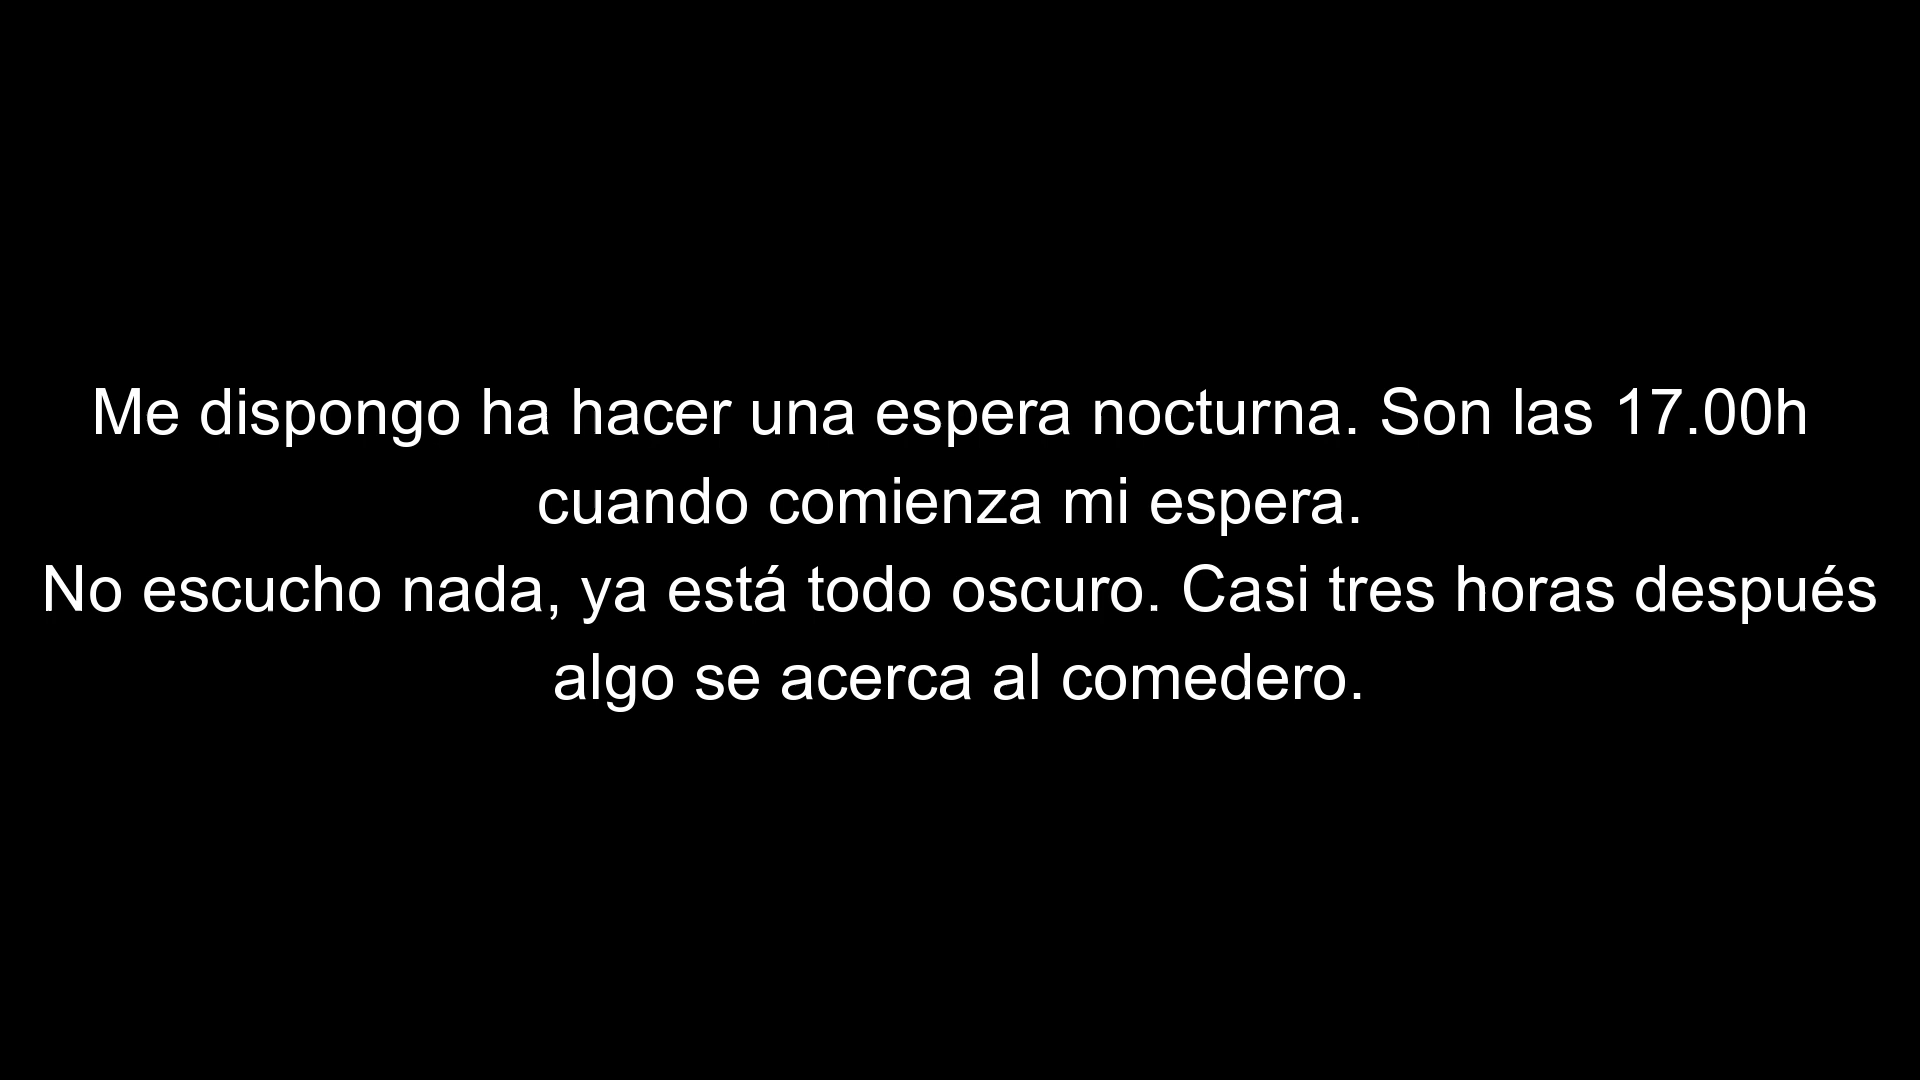 Me dispongo ha hacer una espera nocturna. Son las 17.00h
cuando comienza mi espera.
No escucho nada, ya está todo oscuro. Casi tres horas después
algo se acerca al comedero.